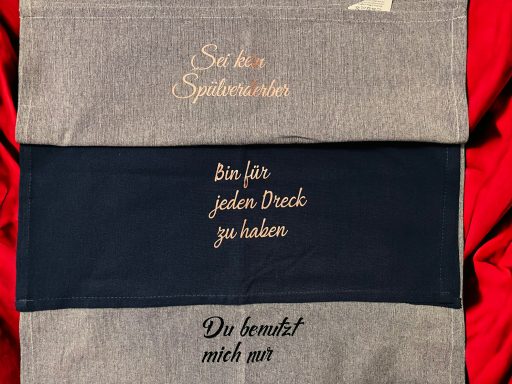 Sei kein
Spülverderber
Bin für
jeden Dreck
zu haben
Du benutzt
mich nur